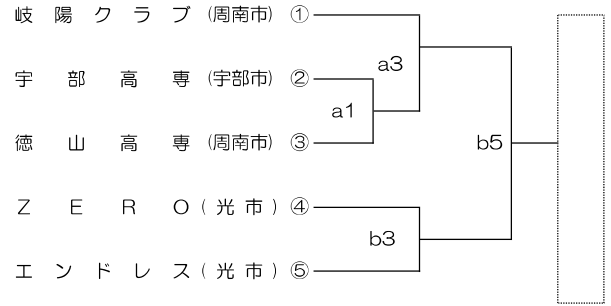 岐陽クラブ(周南市) ①
a3
宇部高専(宇部市) ②
a1
徳山高専(周南市) ③
b5
ZERO(光市) ④
b3
エンドレス(光市) ⑤